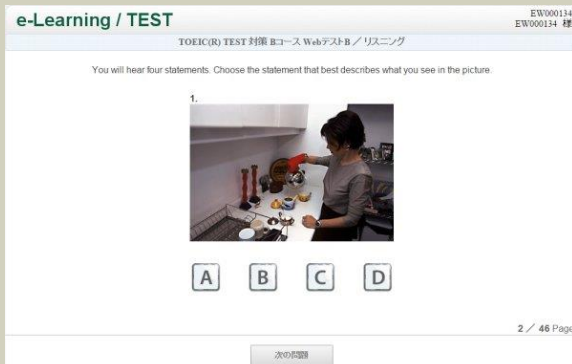 e-Learning / TEST
EW000134
EW000134 様
TOEIC(R) TEST 対策 Bコース WebテストB ／ リスニング
You will hear four statements. Choose the statement that best describes what you see in the picture.
1.
A B C D
2 ／ 46 Page
次の問題